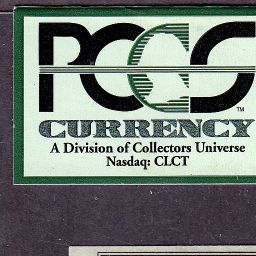 PCGS
CURRENCY
A Division of Collectors Universe
Nasdaq: CLCT